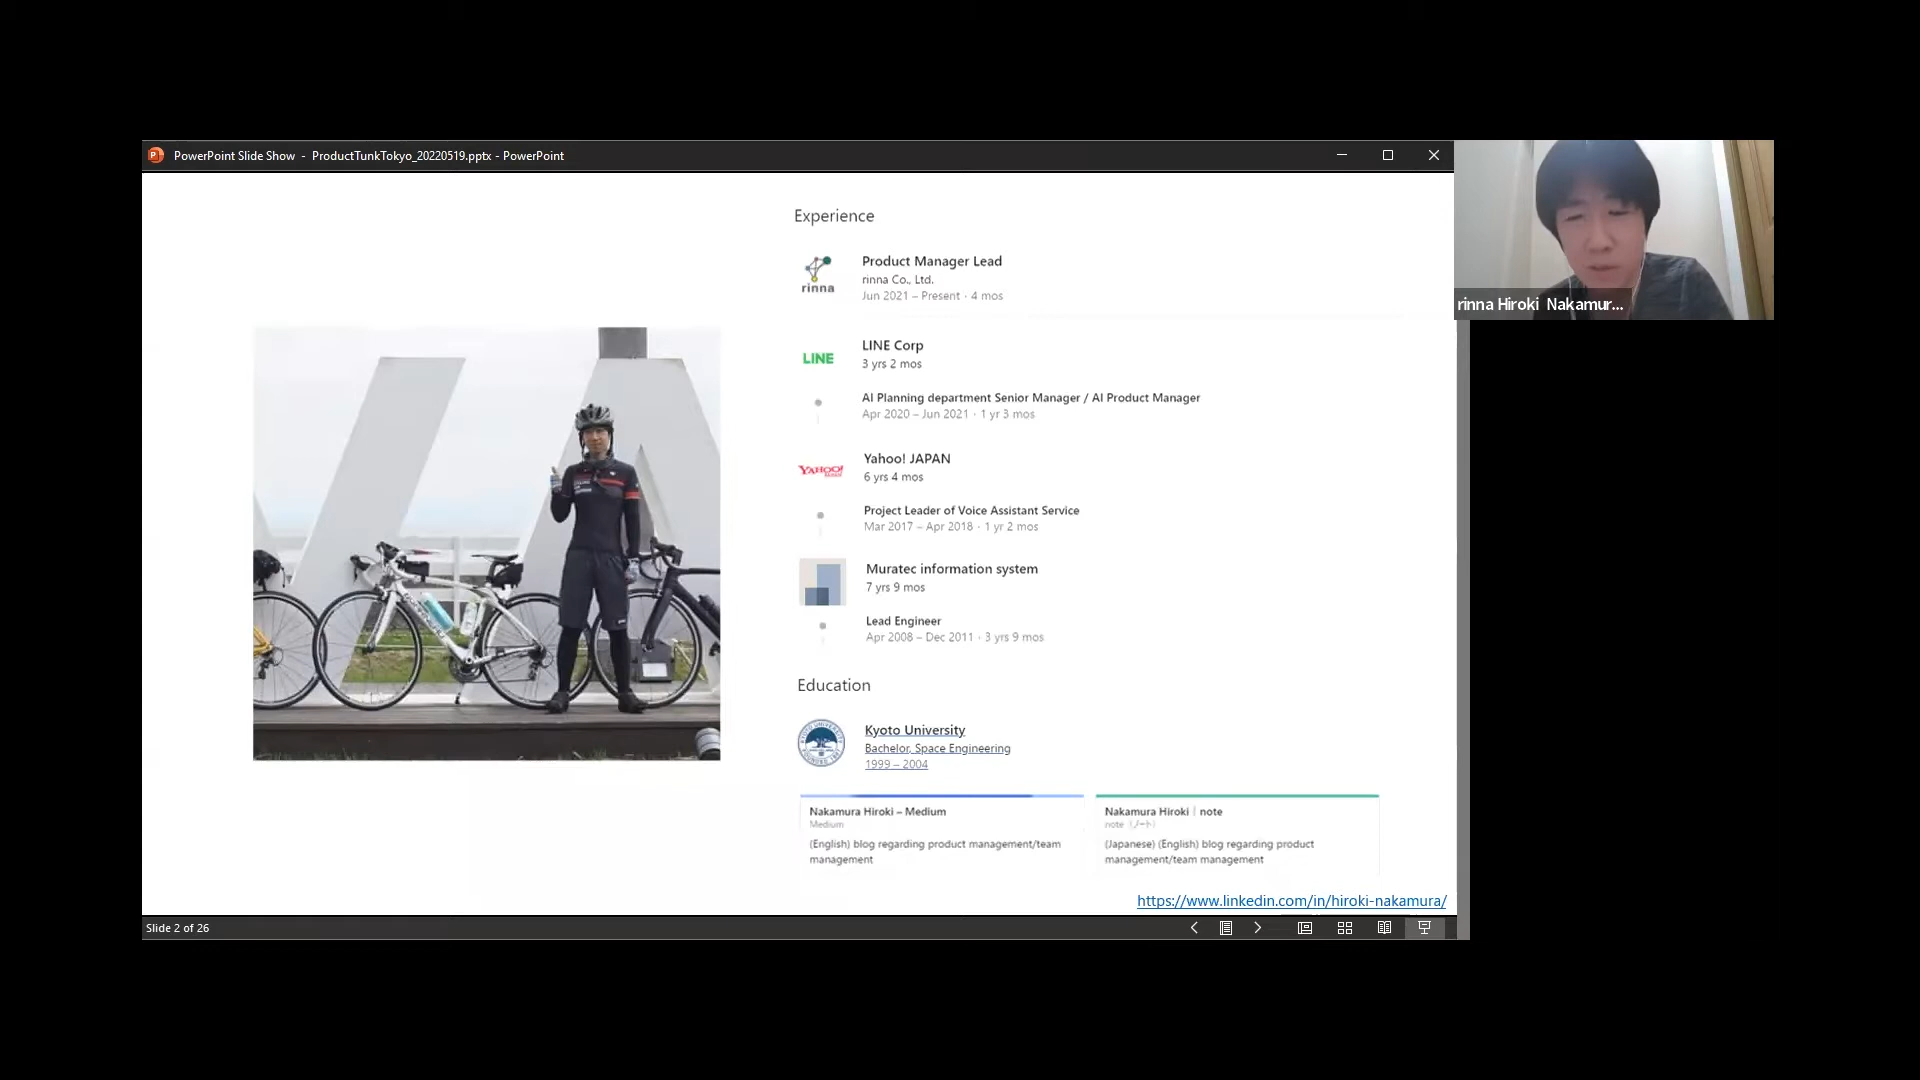 PowerPoint Slide Show - ProductTunkTokyo_20220519.pptx - PowerPoint
Experience
rinna
Product Manager Lead
rinna Co., Ltd.
Jun 2021 – Present · 4 mos
LINE
LINE Corp
3 yrs 2 mos
AI Planning department Senior Manager / AI Product Manager
Apr 2020 – Jun 2021 · 1 yr 3 mos
YAHOO!
JAPAN
Yahoo! JAPAN
6 yrs 4 mos
Project Leader of Voice Assistant Service
Mar 2017 – Apr 2018 · 1 yr 2 mos
Muratec information system
7 yrs 9 mos
Lead Engineer
Apr 2008 – Dec 2011 · 3 yrs 9 mos
Education
Kyoto University
Bachelor, Space Engineering
1999 – 2004
Nakamura Hiroki – Medium
Medium
(English) blog regarding product management/team
management
Nakamura Hiroki | note
note (ノート)
(Japanese) (English) blog regarding product
management/team management
https://www.linkedin.com/in/hiroki-nakamura/
Slide 2 of 26
rinna Hiroki Nakamur...